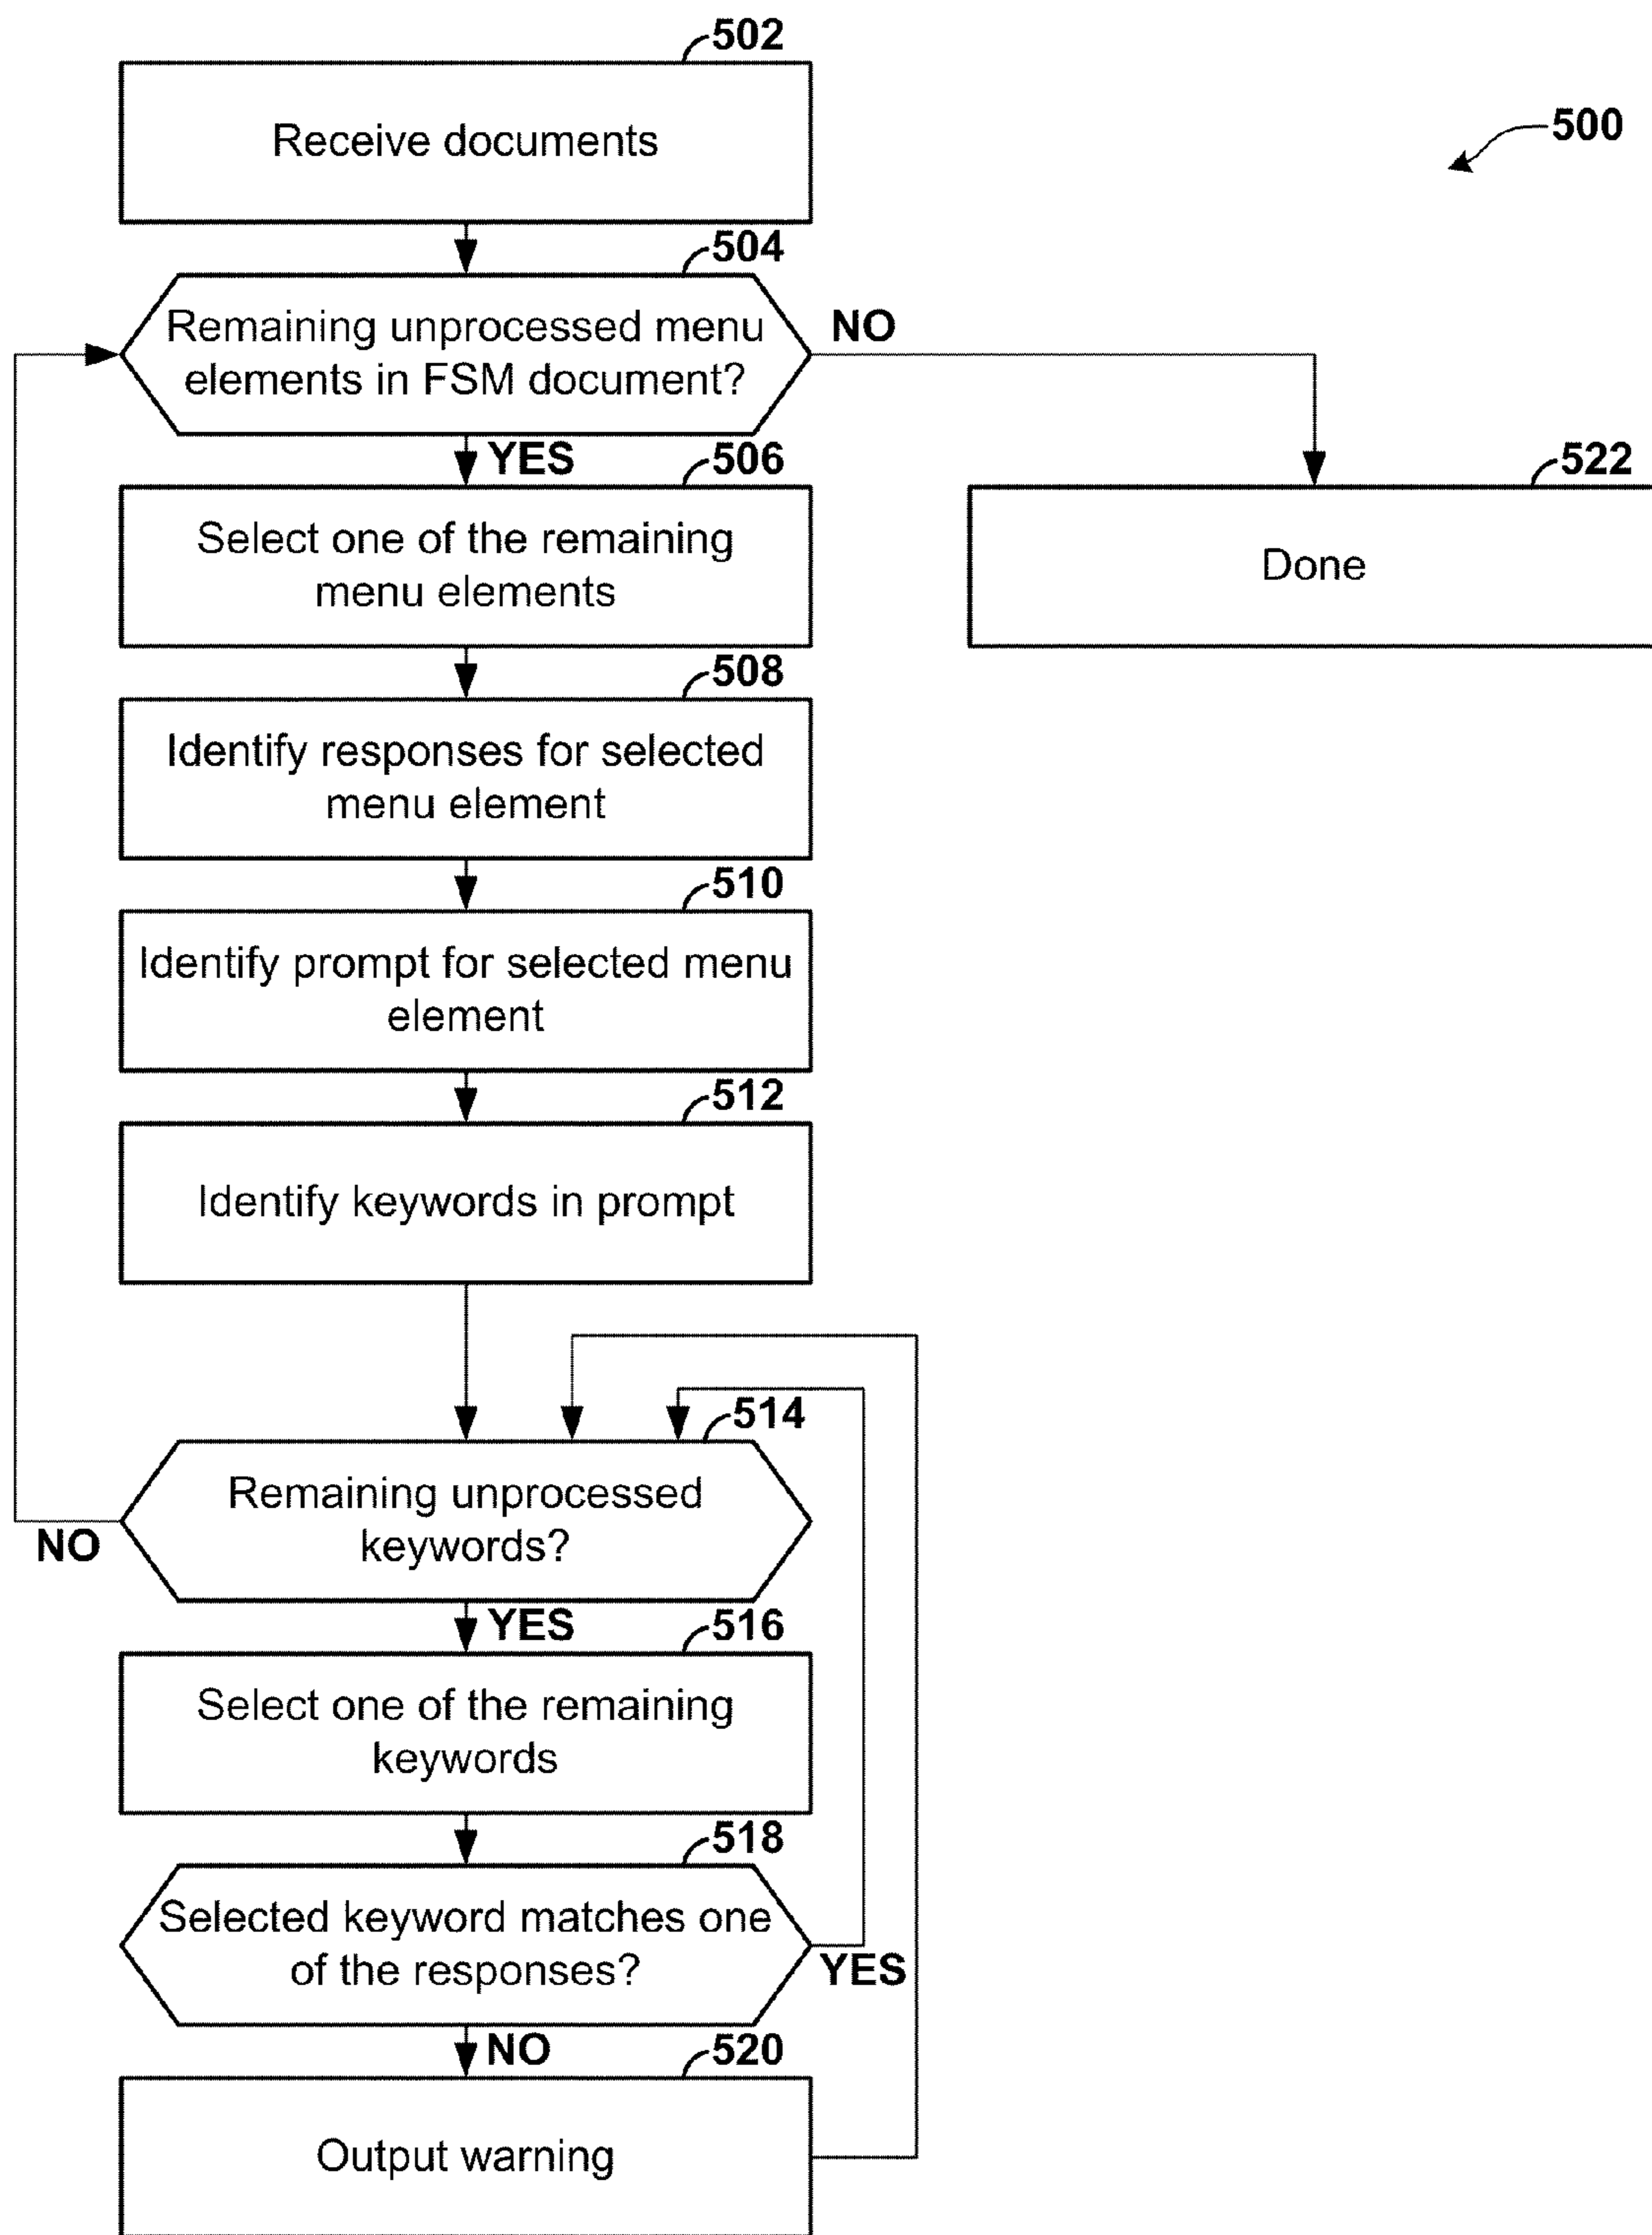 502
Receive documents
500
504
Remaining unprocessed menu
elements in FSM document?
NO
YES
506
Select one of the remaining
menu elements
522
Done
508
Identify responses for selected
menu element
510
Identify prompt for selected menu
element
512
Identify keywords in prompt
514
Remaining unprocessed
keywords?
NO
YES
516
Select one of the remaining
keywords
518
Selected keyword matches one
of the responses?
YES
NO
520
Output warning